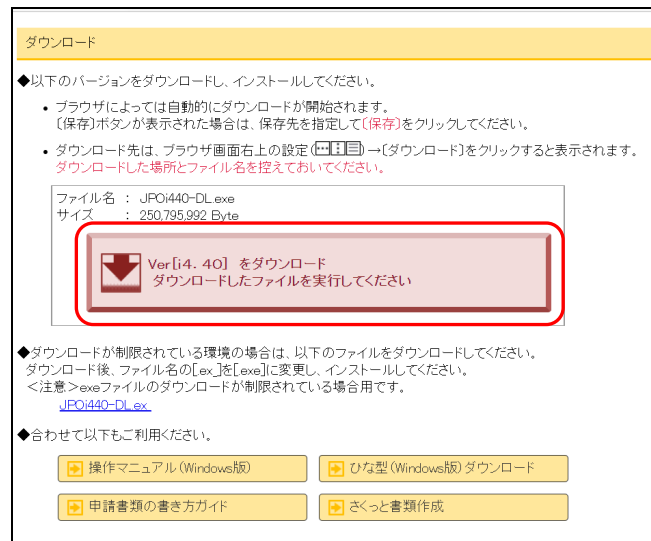 ダウンロード
◆以下のバージョンをダウンロードし、インストールしてください。
• ブラウザによっては自動的にダウンロードが開始されます。
〔保存〕ボタンが表示された場合は、保存先を指定して〔保存〕をクリックしてください。
• ダウンロード先は、ブラウザ画面右上の設定( )→〔ダウンロード〕をクリックすると表示されます。
ダウンロードした場所とファイル名を控えておいてください。
ファイル名 : JPOi440-DL.exe
サイズ : 250,795,992 Byte
Ver[i4. 40] をダウンロード
ダウンロードしたファイルを実行してください
◆ダウンロードが制限されている環境の場合は、以下のファイルをダウンロードしてください。
ダウンロード後、ファイル名の[.ex_]を[.exe]に変更し、インストールしてください。
<注意>exeファイルのダウンロードが制限されている場合用です。
JPOi440-DL.ex_
◆合わせて以下もご利用ください。
操作マニュアル(Windows版)
ひな型(Windows版)ダウンロード
申請書類の書き方ガイド
さくっと書類作成